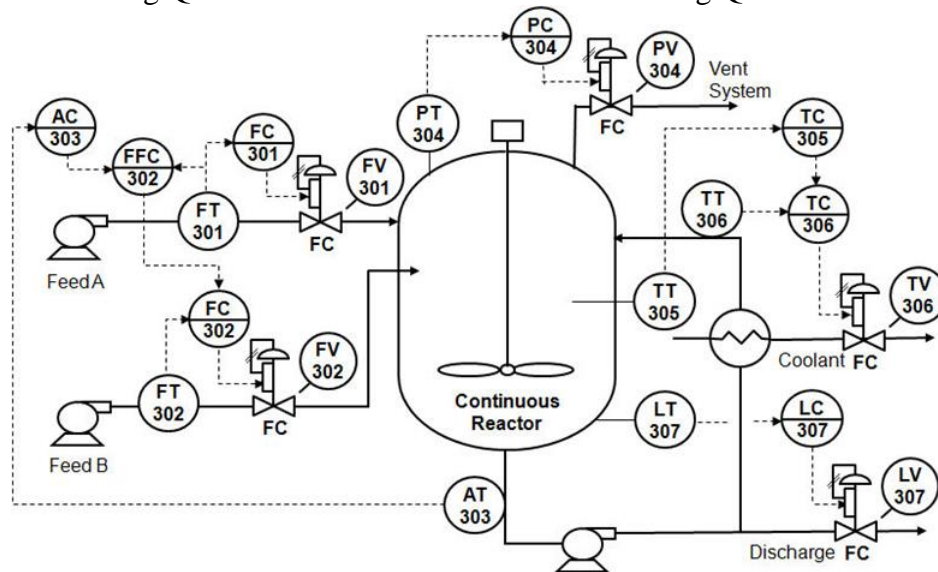 PC
304
PV
304
Vent
System
FC
PT
304
AC
303
FFC
302
FC
301
FV
301
TC
305
TT
306
TC
306
FT
301
FC
Feed A
FC
302
FV
302
TT
305
TV
306
Coolant
FC
FT
302
FC
Feed B
Continuous
Reactor
LT
307
LC
307
AT
303
LV
307
Discharge
FC